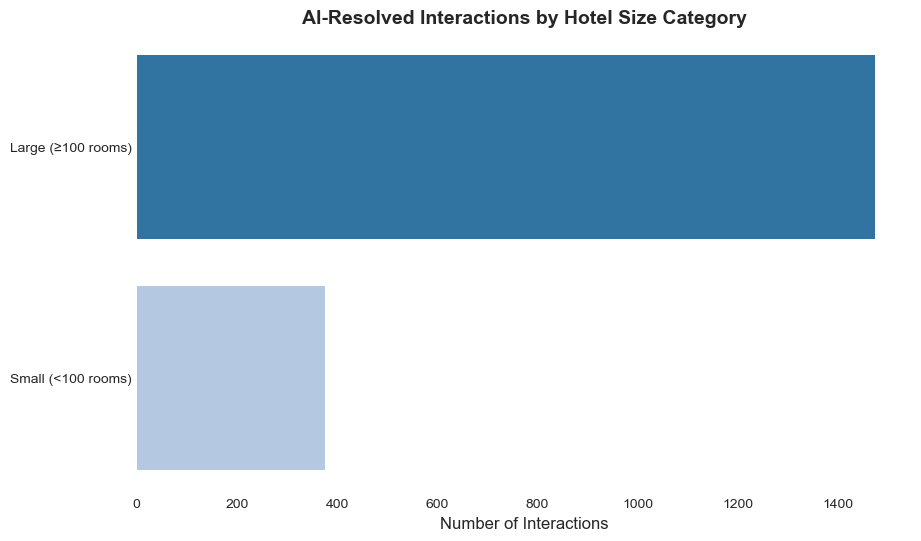 AI-Resolved Interactions by Hotel Size Category
Large (≥100 rooms)
Small (<100 rooms)
0 200 400 600 800 1000 1200 1400
Number of Interactions